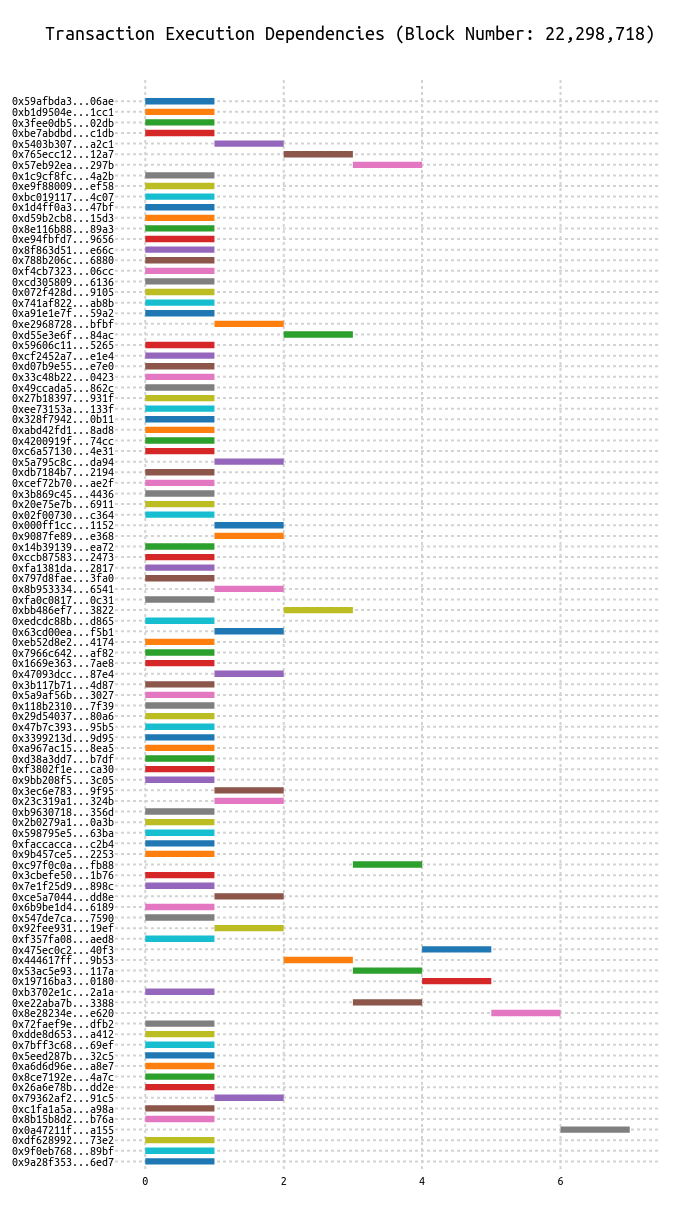 Transaction Execution Dependencies (Block Number: 22,298,718)
0x59afbda3...06ae
0xb1d9504e...1cc1
0x3fee0db5...02db
0xbe7abdbd...c1db
0x5403b307...a2c1
0x765ecc12...12a7
0x57eb92ea...297b
0x1c9cf8fc...4a2b
0xe9f88009...ef58
0xbc019117...4c07
0x1d4ff0a3...47bf
0xd59b2cb8...15d3
0x8e116b88...89a3
0xe94fbfd7...9656
0x8f863d51...e66c
0x788b206c...6880
0xf4cb7323...06cc
0xcd305809...6136
0x072f428d...9105
0x741af822...ab8b
0xa91e1e7f...59a2
0xe2968728...bfbf
0xd55e3e6f...84ac
0x59606c11...5265
0xcf2452a7...e1e4
0xd07b9e55...e7e0
0x33c48b22...0423
0x49ccada5...862c
0x27b18397...931f
0xee73153a...133f
0x328f7942...0b11
0xabd42fd1...8ad8
0x4200919f...74cc
0xc6a57130...4e31
0x5a795c8c...da94
0xdb7184b7...2194
0xcef72b70...ae2f
0x3b869c45...4436
0x20e75e7b...6911
0x02f00730...c364
0x000ff1cc...1152
0x9087fe89...e368
0x14b39139...ea72
0xccb87583...2473
0xfa1381da...2817
0x797d8fae...3fa0
0x8b953334...6541
0xfa0c0817...0c31
0xbb486ef7...3822
0xedcdc88b...d865
0x63cd00ea...f5b1
0xeb52d8e2...4174
0x7966c642...af82
0x1669e363...7ae8
0x47093dcc...87e4
0x3b117b71...4d87
0x5a9af56b...3027
0x118b2310...7f39
0x29d54037...80a6
0x47b7c393...95b5
0x3399213d...9d95
0xa967ac15...8ea5
0xd38a3dd7...b7df
0xf3802f1e...ca30
0x9bb208f5...3c05
0x3ec6e783...9f95
0x23c319a1...324b
0xb9630718...356d
0x2b0279a1...0a3b
0x598795e5...63ba
0xfaccacca...c2b4
0x9b457ce5...2253
0xc97f0c0a...fb88
0x3cbefe50...1b76
0x7e1f25d9...898c
0xce5a7044...dd8e
0x6b9be1d4...6189
0x547de7ca...7590
0x92fee931...19ef
0xf357fa08...aed8
0x475ec0c2...40f3
0x444617ff...9b53
0x53ac5e93...117a
0x19716ba3...0180
0xb3702e1c...2a1a
0xe22aba7b...3388
0x8e28234e...e620
0x72faef9e...dfb2
0xdde8d653...a412
0x7bff3c68...69ef
0x5eed287b...32c5
0xa6d6d96e...a8e7
0x8ce7192e...4a7c
0x26a6e78b...dd2e
0x79362af2...91c5
0xc1fa1a5a...a98a
0x8b15b8d2...b76a
0x0a47211f...a155
0xdf628992...73e2
0x9f0eb768...89bf
0x9a28f353...6ed7
0 2 4 6